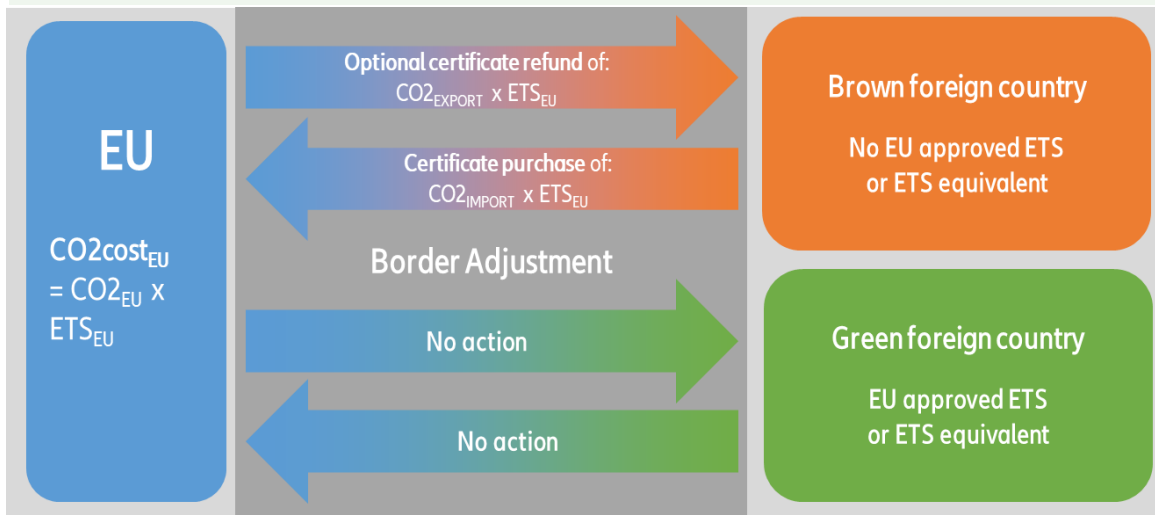 EU
CO2cost_EU
= CO2_EU x
ETS_EU
Optional certificate refund of:
CO2_EXPORT x ETS_EU
Certificate purchase of:
CO2_IMPORT x ETS_EU
Border Adjustment
No action
No action
Brown foreign country
No EU approved ETS
or ETS equivalent
Green foreign country
EU approved ETS
or ETS equivalent